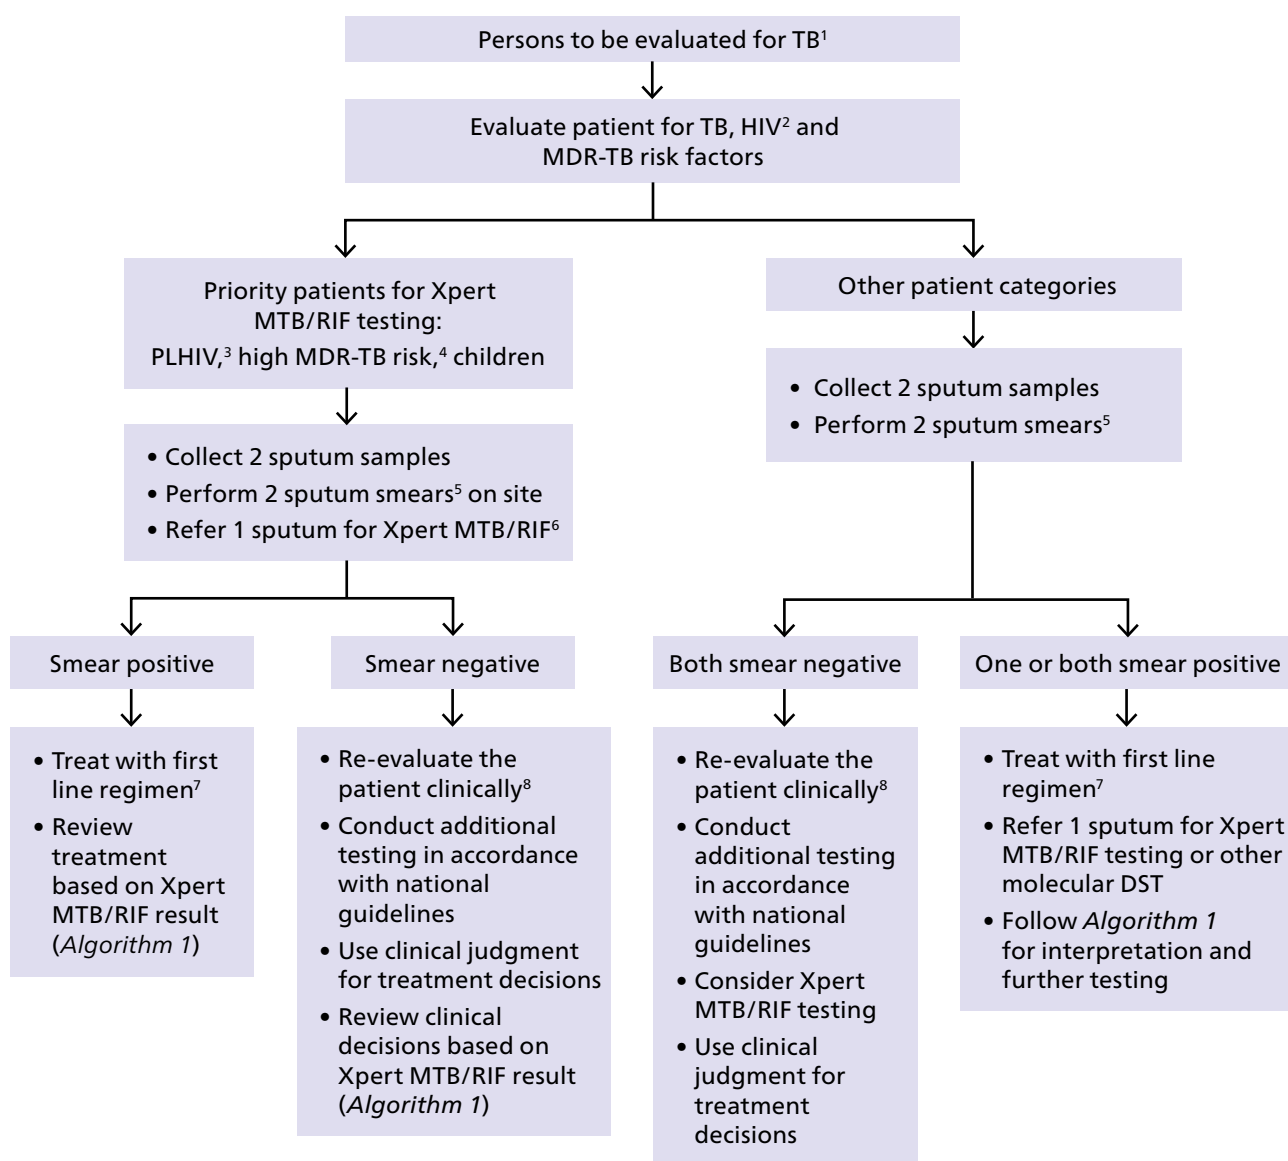 Persons to be evaluated for TB¹
Evaluate patient for TB, HIV² and
MDR-TB risk factors
Priority patients for Xpert
MTB/RIF testing:
PLHIV,³ high MDR-TB risk,⁴ children
Other patient categories
• Collect 2 sputum samples
• Perform 2 sputum smears⁵ on site
• Refer 1 sputum for Xpert MTB/RIF⁶
• Collect 2 sputum samples
• Perform 2 sputum smears⁵
Smear positive
Smear negative
Both smear negative
One or both smear positive
• Treat with first
line regimen⁷
• Review
treatment
based on Xpert
MTB/RIF result
(Algorithm 1)
• Re-evaluate the
patient clinically⁸
• Conduct additional
testing in accordance
with national
guidelines
• Use clinical judgment
for treatment decisions
• Review clinical
decisions based on
Xpert MTB/RIF result
(Algorithm 1)
• Re-evaluate the
patient clinically⁸
• Conduct
additional testing
in accordance
with national
guidelines
• Consider Xpert
MTB/RIF testing
• Use clinical
judgment for
treatment
decisions
• Treat with first line
regimen⁷
• Refer 1 sputum for Xpert
MTB/RIF testing or other
molecular DST
• Follow Algorithm 1
for interpretation and
further testing